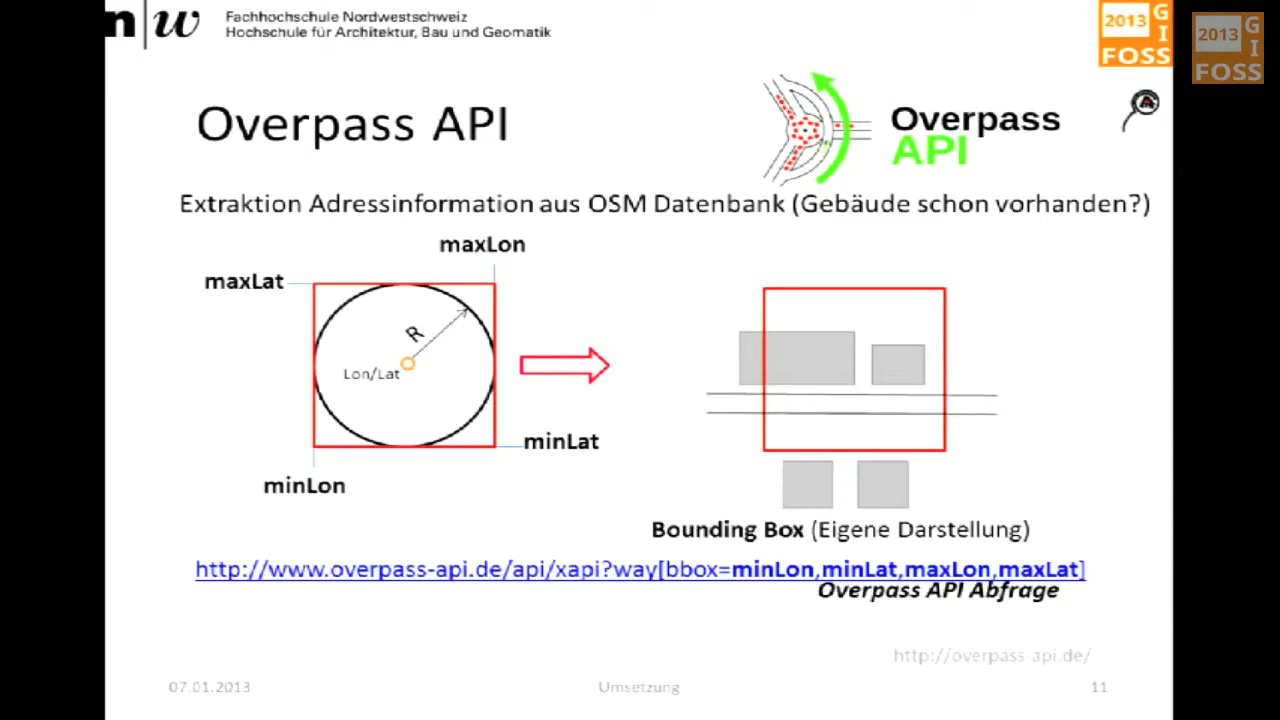 n|w
Fachhochschule Nordwestschweiz
Hochschule für Architektur, Bau und Geomatik
2013 GI
FOSS
2013 GI
FOSS
Overpass API
Overpass
API
Extraktion Adressinformation aus OSM Datenbank (Gebäude schon vorhanden?)
maxLon
maxLat
R
Lon/Lat
minLat
minLon
Bounding Box (Eigene Darstellung)
http://www.overpass-api.de/api/xapi?way[bbox=minLon,minLat,maxLon,maxLat]
Overpass API Abfrage
http://overpass-api.de/
07.01.2013
Umsetzung
11